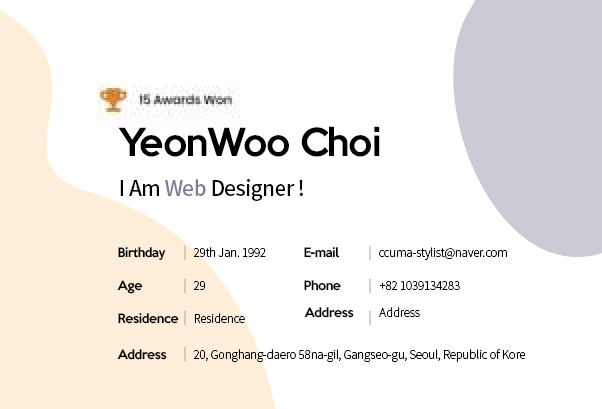 15 Awards Won
YeonWoo Choi
I Am Web Designer !
Birthday 29th Jan. 1992 E-mail ccuma-stylist@naver.com
Age 29 Phone +82 1039134283
Residence Residence Address Address
Address 20, Gonghang-daero 58na-gil, Gangseo-gu, Seoul, Republic of Kore